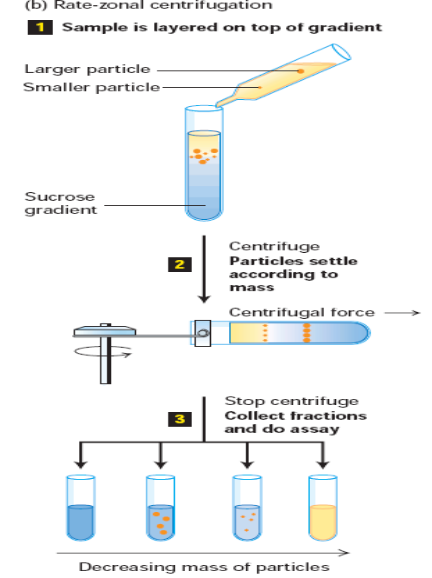 (b) Rate-zonal centrifugation
1 Sample is layered on top of gradient
Larger particle
Smaller particle
Sucrose
gradient
2
Centrifuge
Particles settle
according to
mass
Centrifugal force
3
Stop centrifuge
Collect fractions
and do assay
Decreasing mass of particles